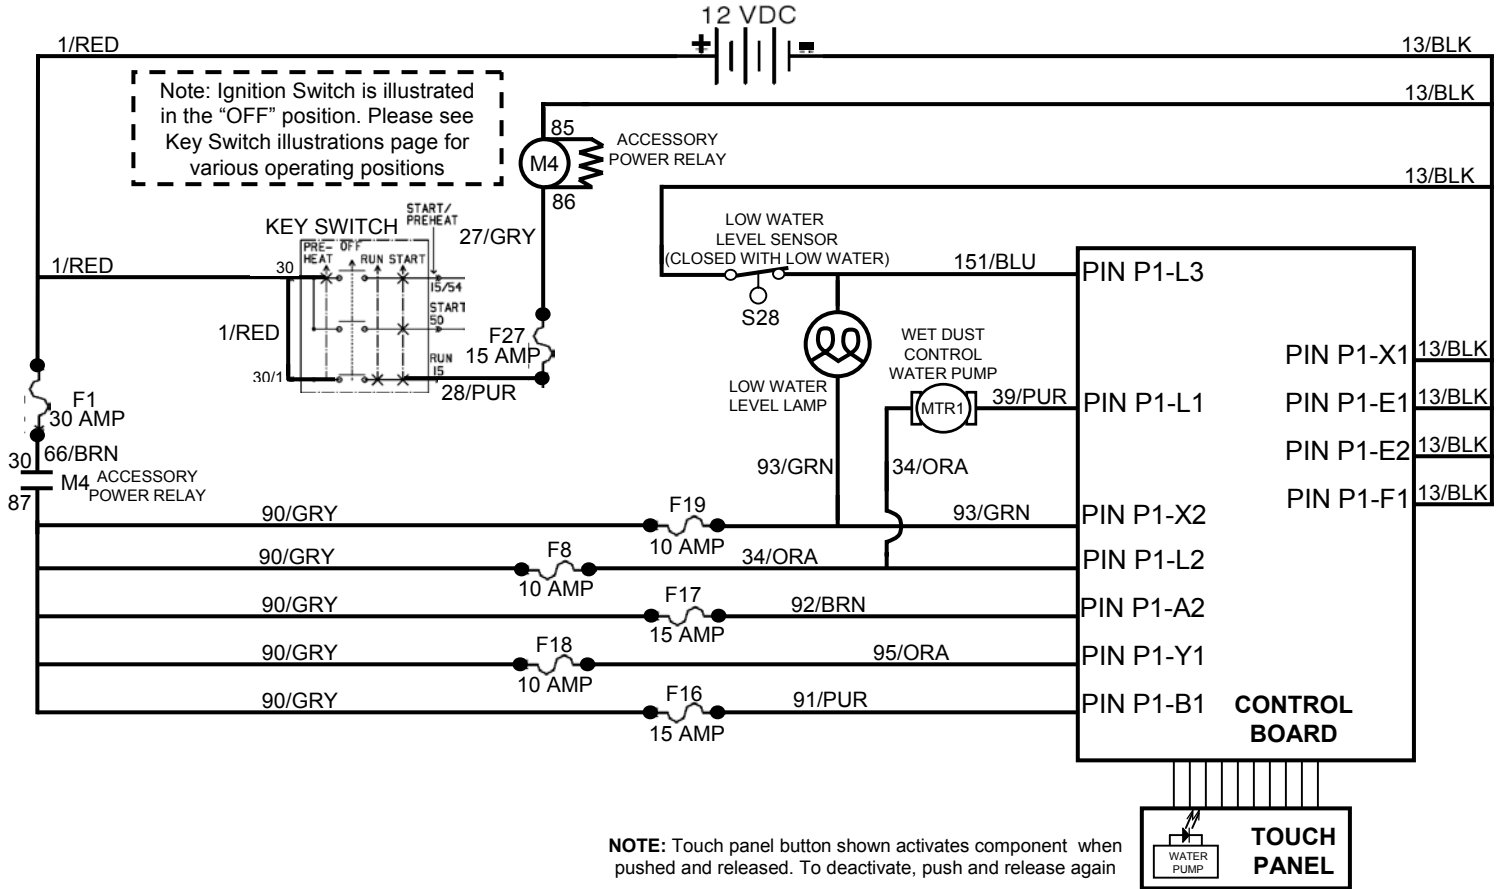 12 VDC
1/RED
13/BLK
Note: Ignition Switch is illustrated
in the “OFF” position. Please see
Key Switch illustrations page for
various operating positions
13/BLK
85
M4
ACCESSORY
POWER RELAY
86
13/BLK
KEY SWITCH
START/
PREHEAT
27/GRY
PRE-
HEAT
OFF
RUN
START
1/RED
30
15/54
START
50
RUN
15
1/RED
30/1
28/PUR
F27
15 AMP
LOW WATER
LEVEL SENSOR
(CLOSED WITH LOW WATER)
S28
151/BLU
PIN P1-L3
LOW WATER
LEVEL LAMP
WET DUST
CONTROL
WATER PUMP
MTR1
39/PUR
PIN P1-L1
PIN P1-X1
13/BLK
PIN P1-E1
13/BLK
PIN P1-E2
13/BLK
PIN P1-F1
13/BLK
F1
30 AMP
66/BRN
30
M4
ACCESSORY
POWER RELAY
87
93/GRN
34/ORA
90/GRY
F19
10 AMP
93/GRN
PIN P1-X2
90/GRY
F8
10 AMP
34/ORA
PIN P1-L2
90/GRY
F17
15 AMP
92/BRN
PIN P1-A2
90/GRY
F18
10 AMP
95/ORA
PIN P1-Y1
90/GRY
F16
15 AMP
91/PUR
PIN P1-B1
CONTROL
BOARD
NOTE: Touch panel button shown activates component when
pushed and released. To deactivate, push and release again
WATER
PUMP
TOUCH
PANEL